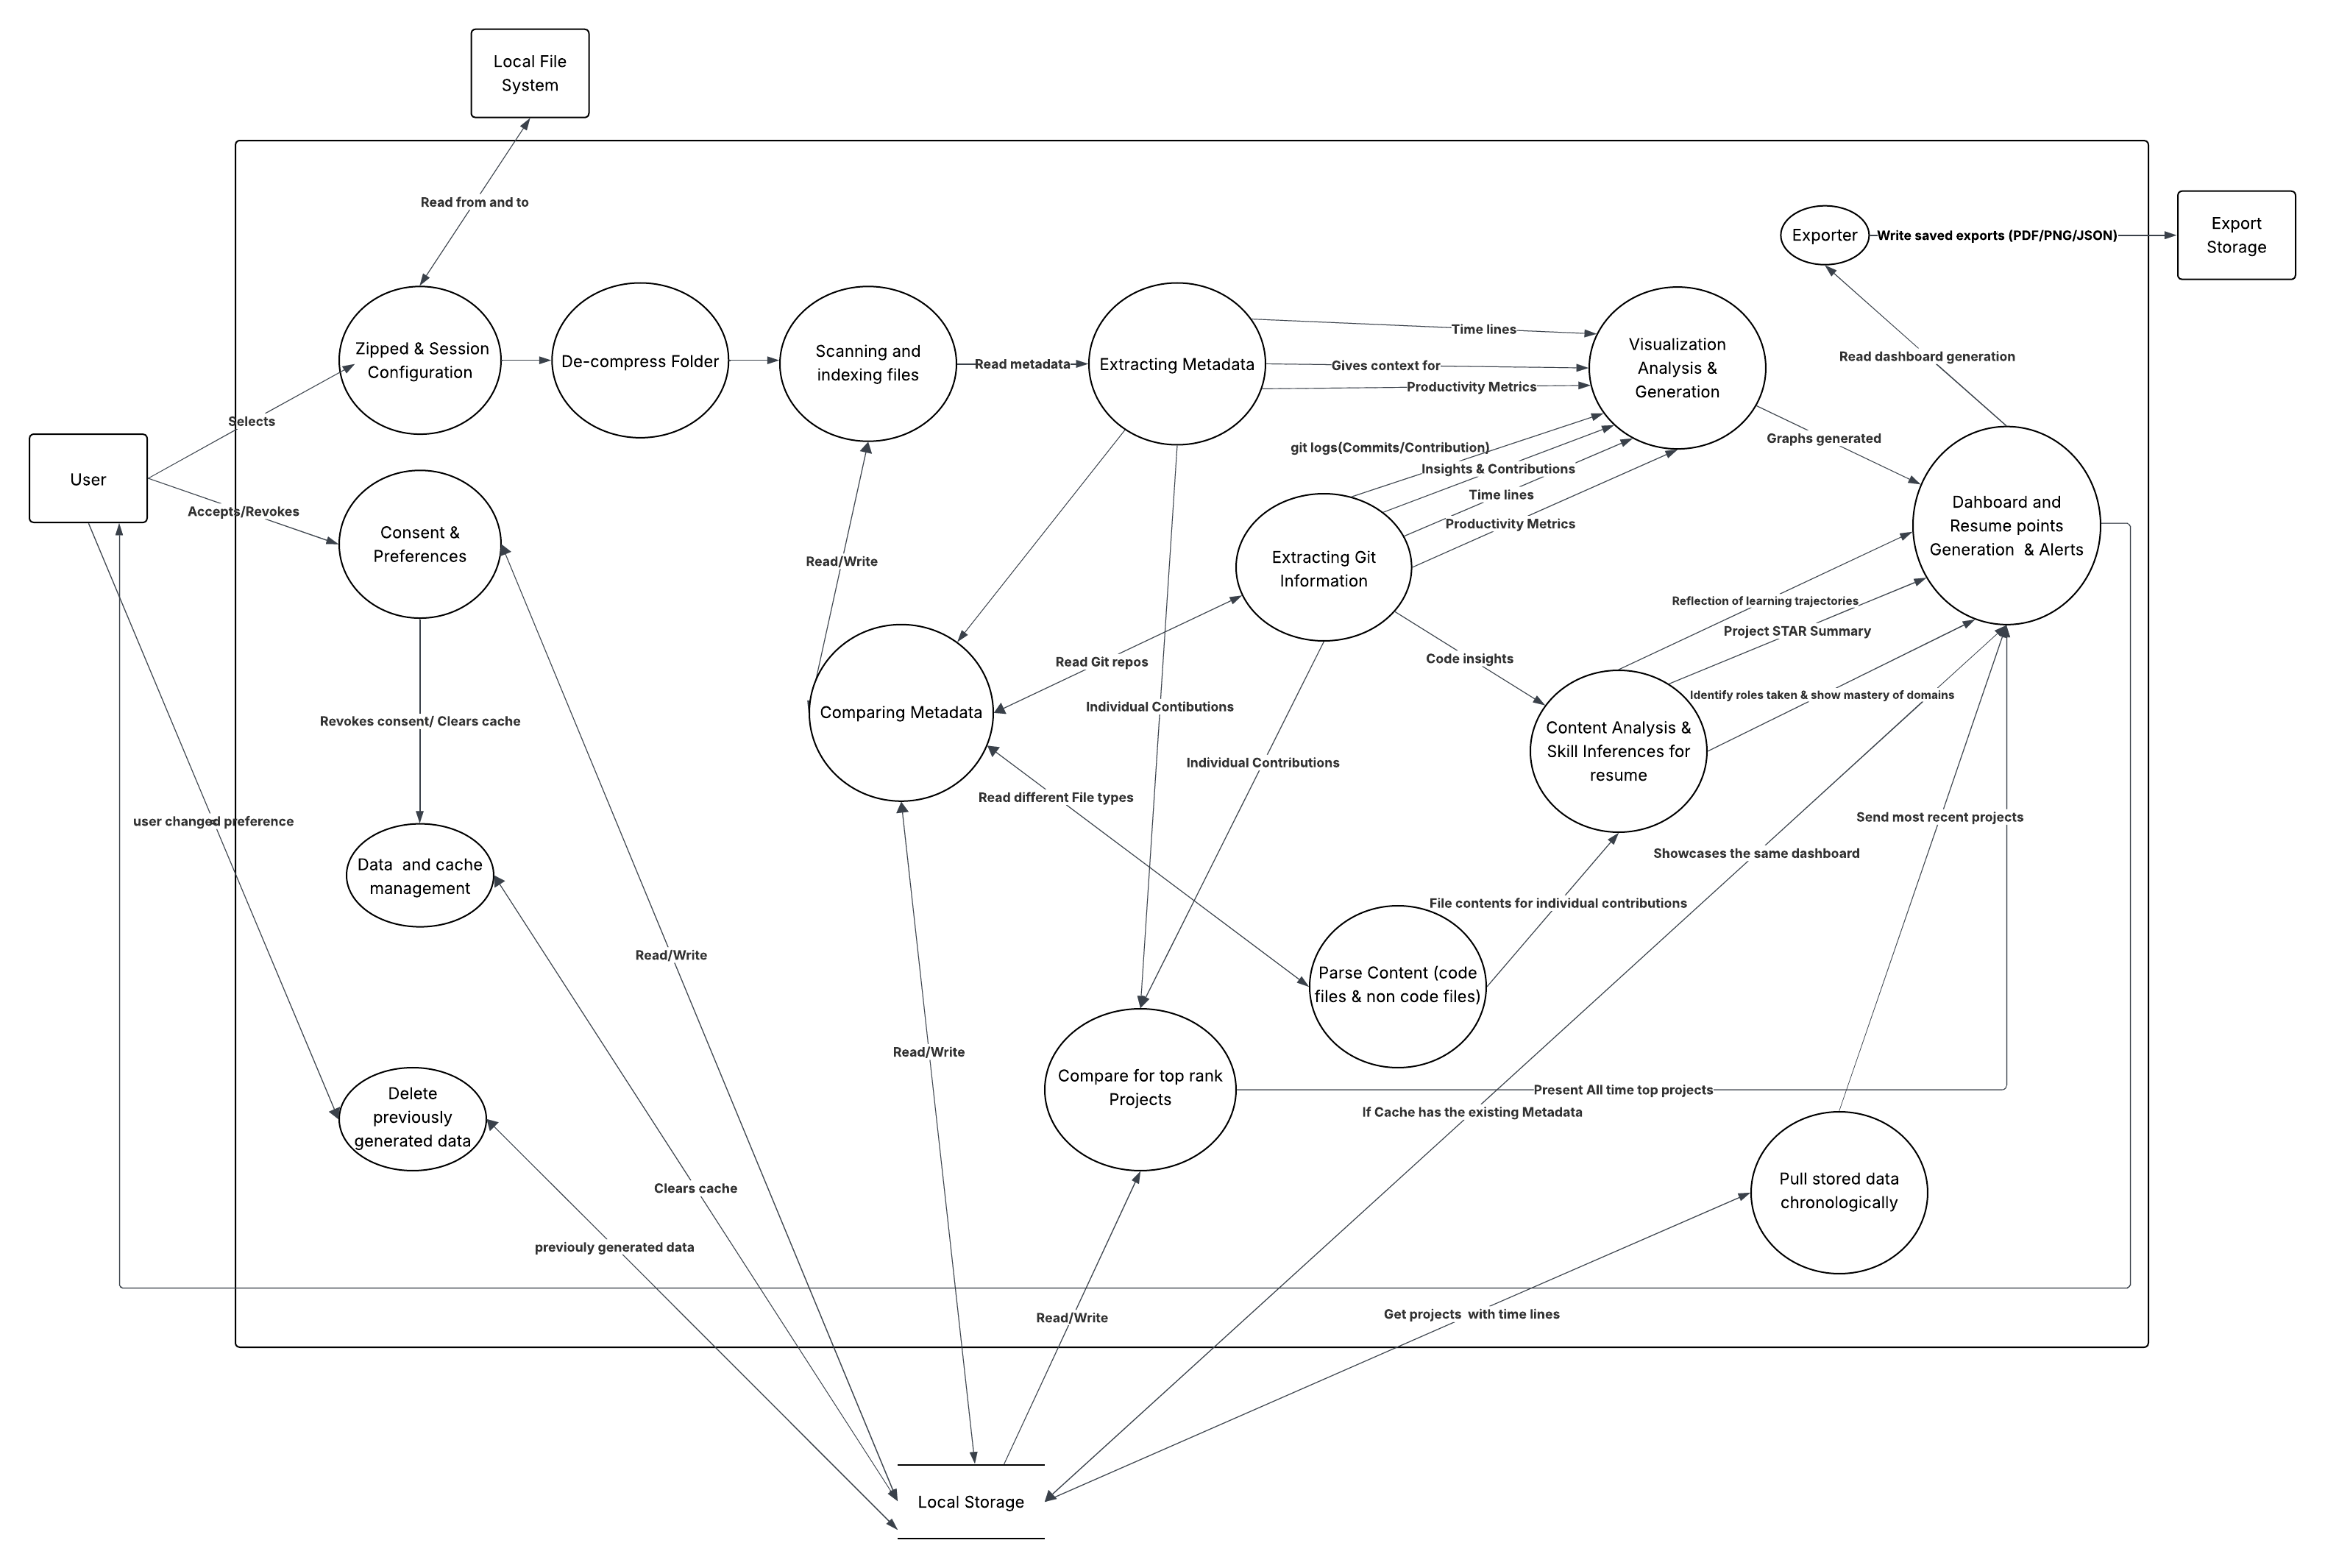 Local File
System
Read from and to
Export
Storage
Exporter
Write saved exports (PDF/PNG/JSON)
Zipped & Session
Configuration
De-compress Folder
Scanning and
indexing files
Read metadata
Extracting Metadata
Time lines
Gives context for
Productivity Metrics
Visualization
Analysis &
Generation
Read dashboard generation
Selects
User
Accepts/Revokes
Consent &
Preferences
git logs(Commits/Contribution)
Insights & Contributions
Time lines
Productivity Metrics
Graphs generated
Dahboard and
Resume points
Generation & Alerts
Extracting Git
Information
Read/Write
Reflection of learning trajectories
Project STAR Summary
Read Git repos
Code insights
Identify roles taken & show mastery of domains
Comparing Metadata
Individual Contibutions
Revokes consent/ Clears cache
Content Analysis &
Skill Inferences for
resume
Individual Contributions
Read different File types
user changed preference
Send most recent projects
Showcases the same dashboard
Data and cache
management
File contents for individual contributions
Read/Write
Parse Content (code
files & non code files)
Read/Write
Compare for top rank
Projects
Present All time top projects
If Cache has the existing Metadata
Delete
previously
generated data
Clears cache
Pull stored data
chronologically
previouly generated data
Read/Write
Get projects with time lines
Local Storage